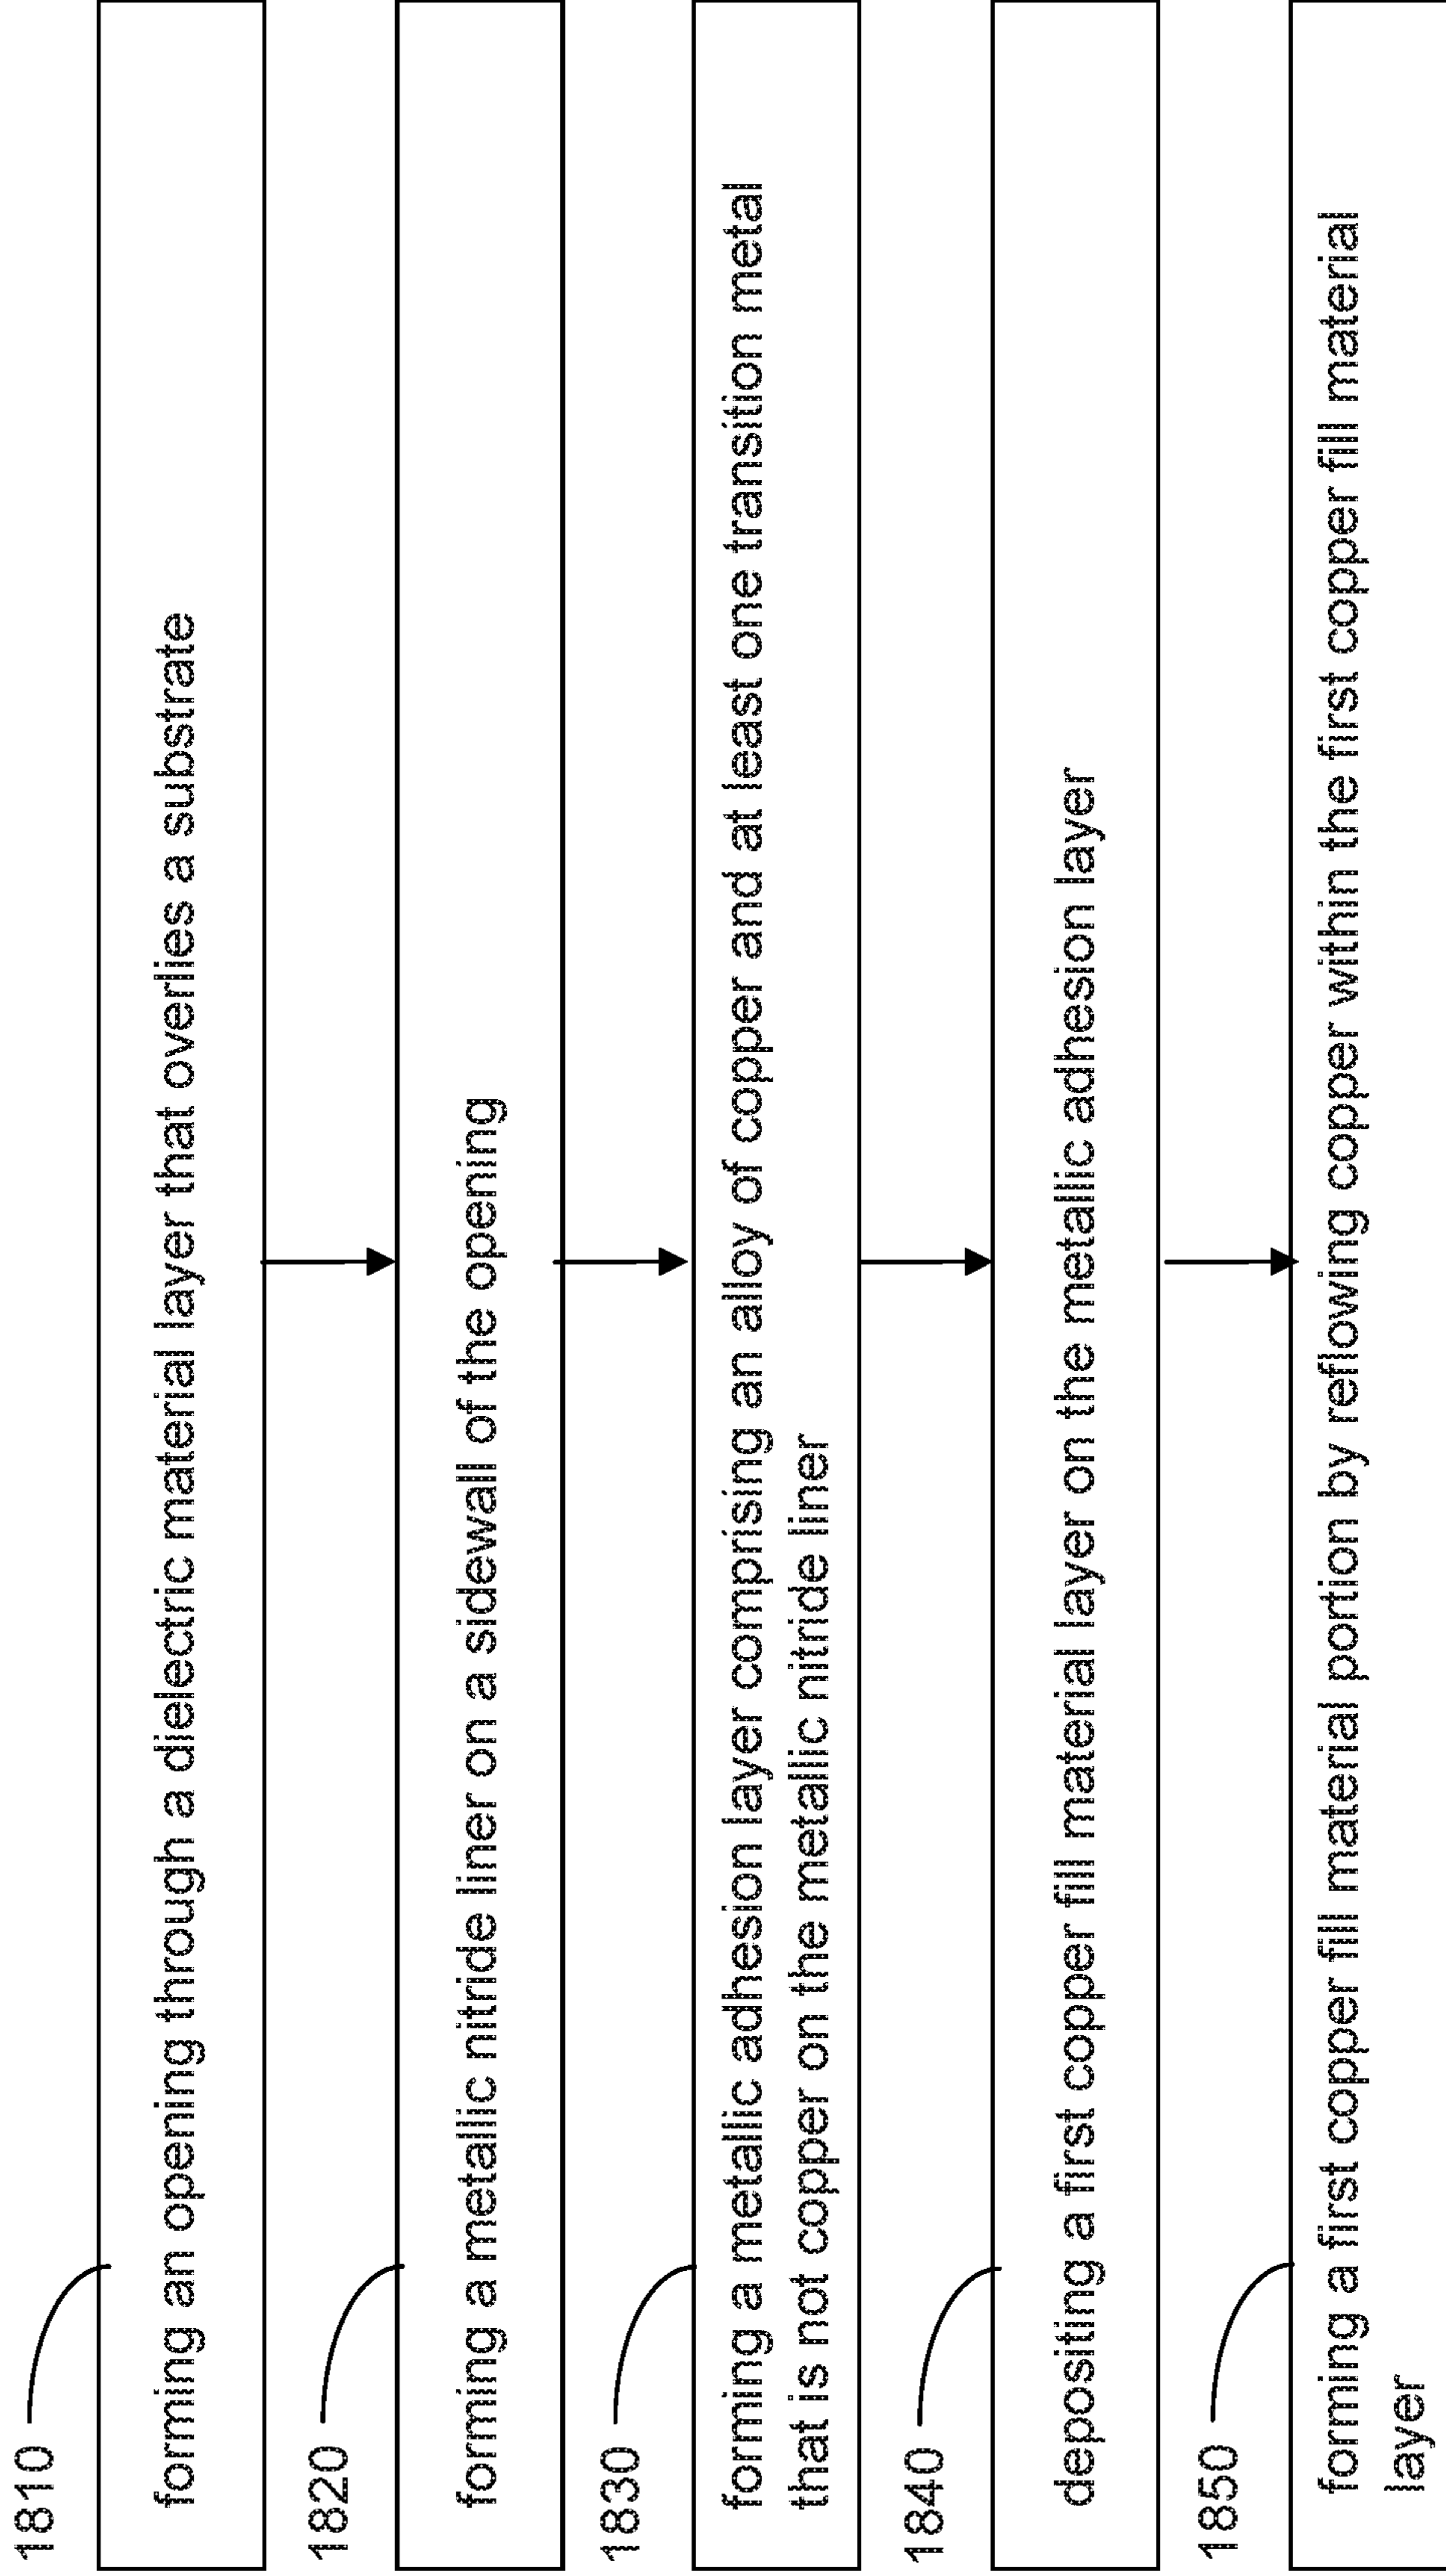 1810
forming an opening through a dielectric material layer that overlies a substrate
1820
forming a metallic nitride liner on a sidewall of the opening
1830
forming a metallic adhesion layer comprising an alloy of copper and at least one transition metal
that is not copper on the metallic nitride liner
1840
depositing a first copper fill material layer on the metallic adhesion layer
1850
forming a first copper fill material portion by reflowing copper within the first copper fill material
layer